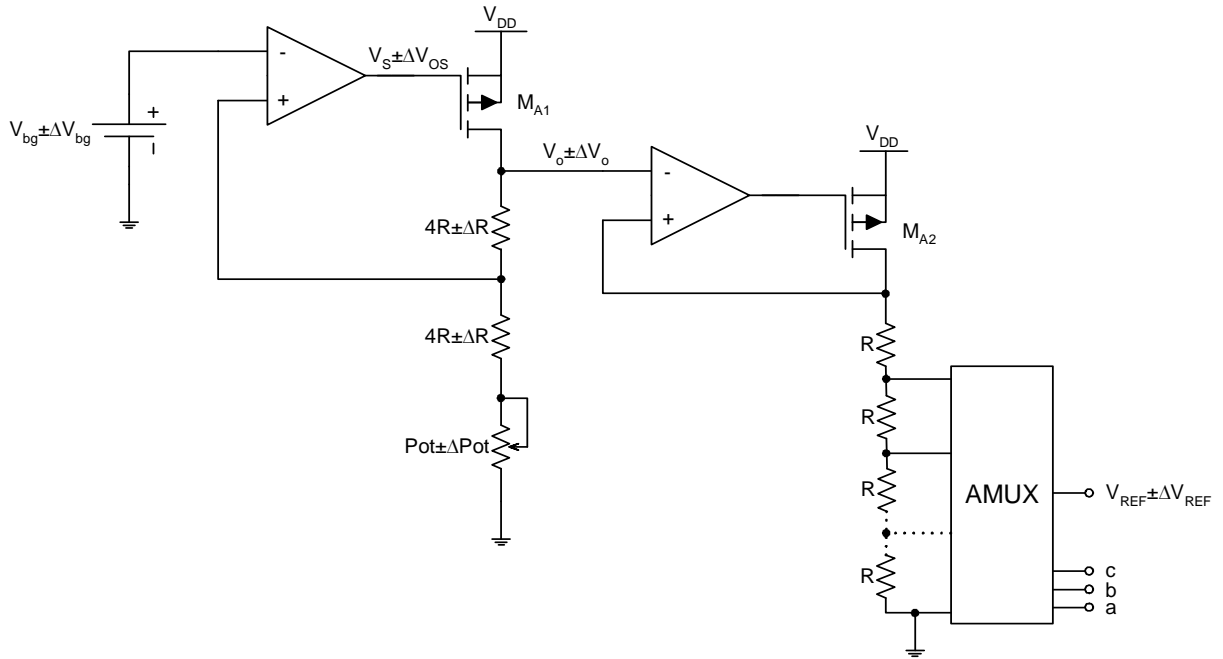 V_DD
-
V_S±ΔV_OS
+
M_A1
V_bg±ΔV_bg
+
-
V_DD
V_o±ΔV_o
-
+
M_A2
4R±ΔR
4R±ΔR
R
R
Pot±ΔPot
R
AMUX
V_REF±ΔV_REF
R
c
b
a